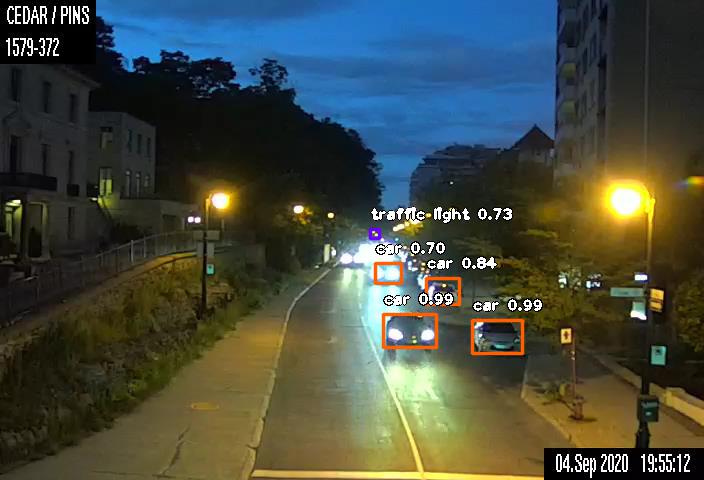 CEDAR / PINS
1579-372
traffic light 0.73
car 0.70
car 0.84
car 0.99
car 0.99
04.Sep 2020 19:55:12